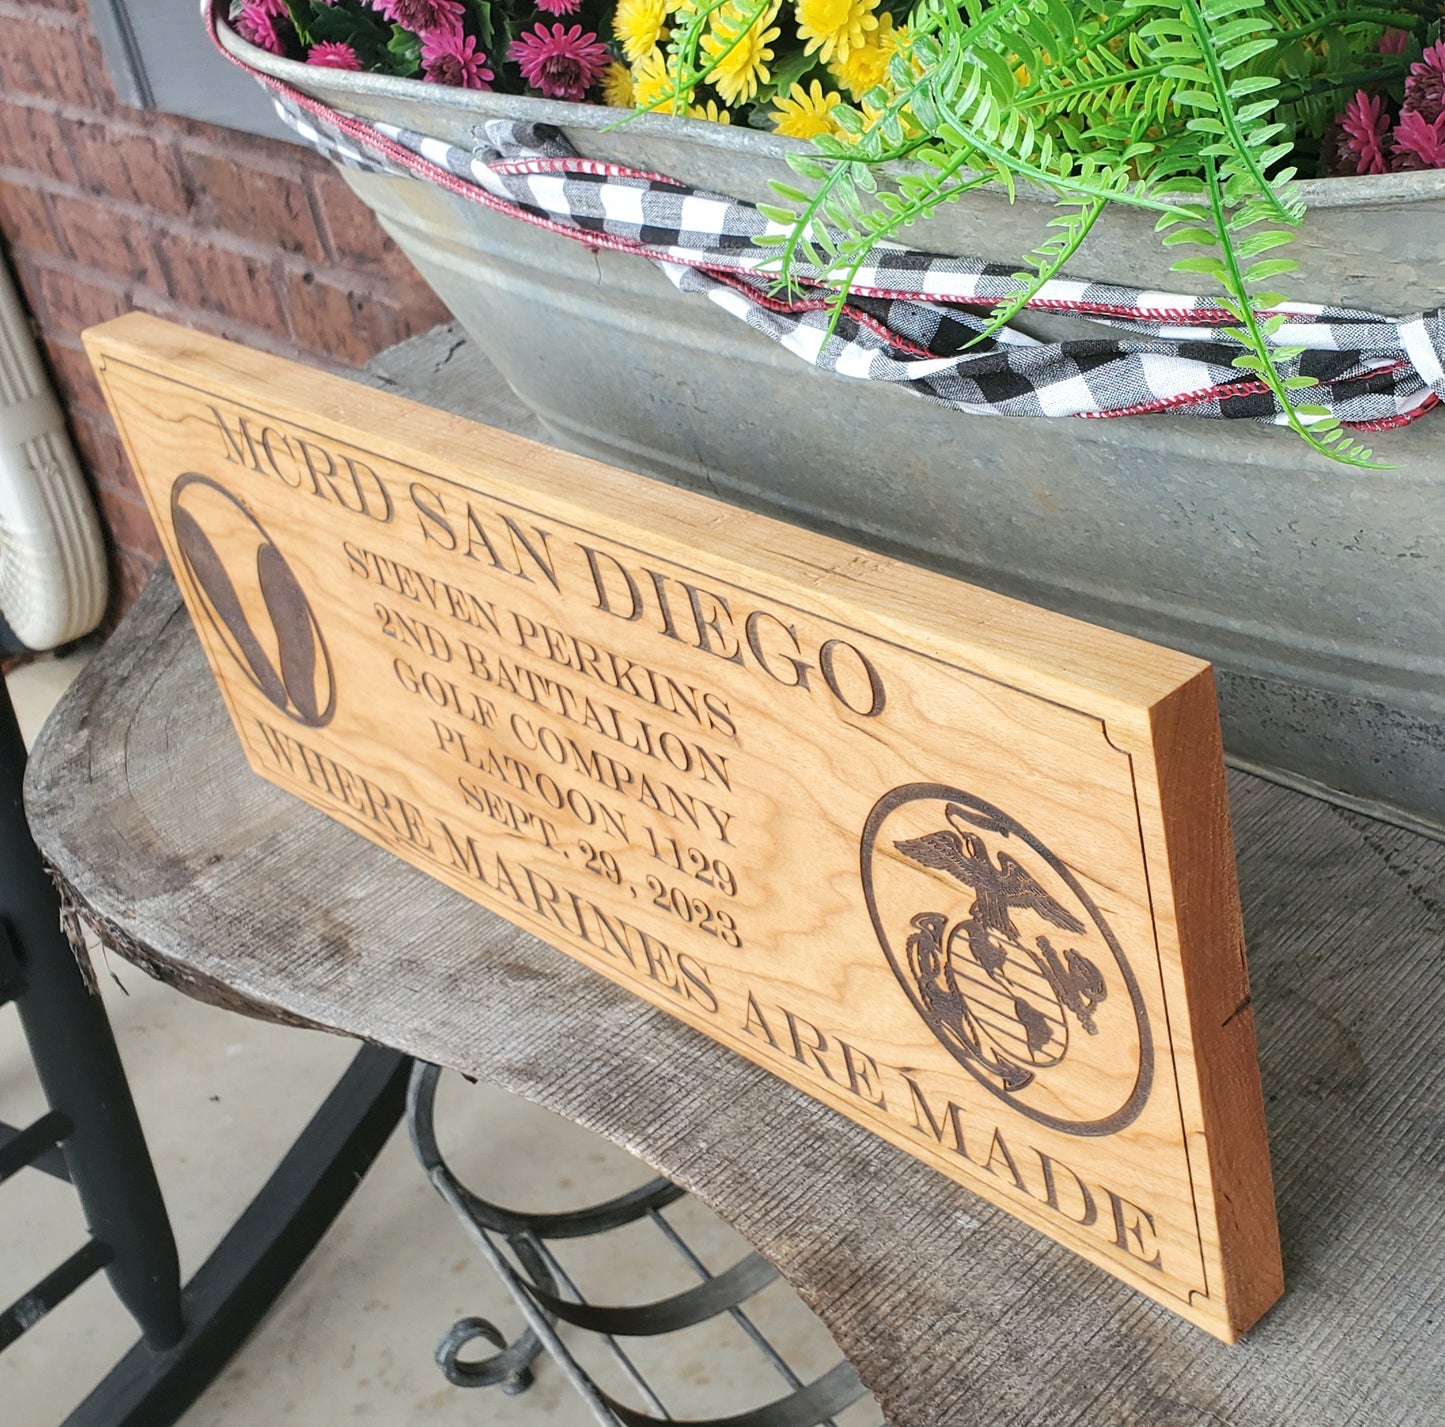 MCRD SAN DIEGO
STEVEN PERKINS
2ND BATTALION
GOLF COMPANY
PLATOON 1129
SEPT. 29, 2023
WHERE MARINES ARE MADE